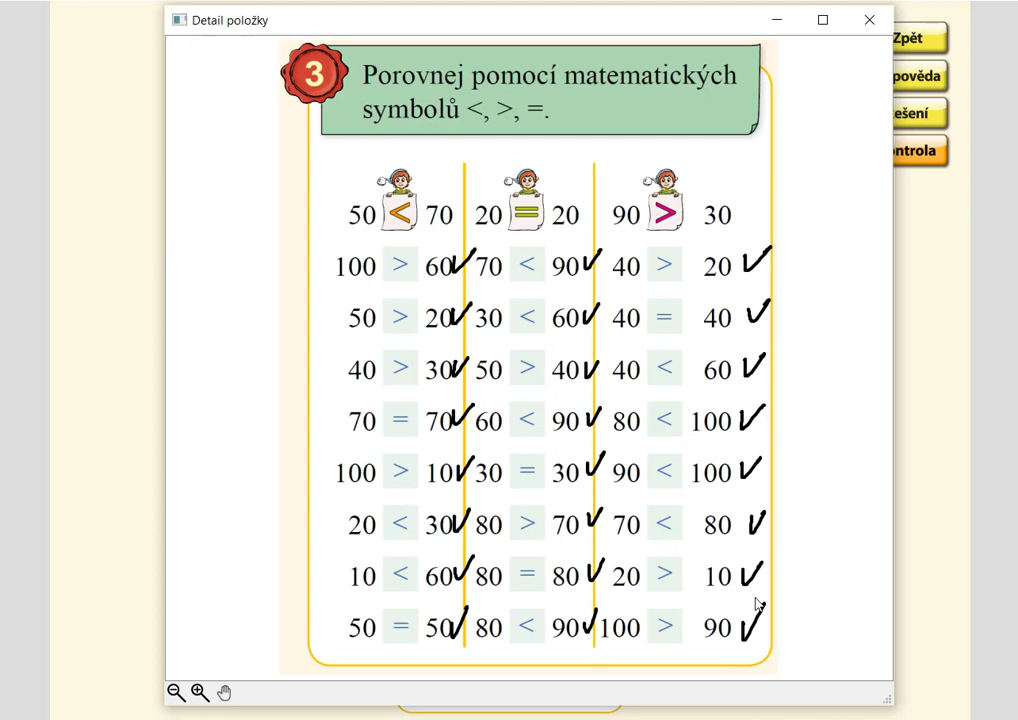 Detail položky
Zpět
pověda
ešení
ntrola
3
Porovnej pomocí matematických
symbolů <, >, =.
50 < 70 20 = 20 90 > 30
100 > 60 70 < 90 40 > 20
50 > 20 30 < 60 40 = 40
40 > 30 50 > 40 40 < 60
70 = 70 60 < 90 80 < 100
100 > 10 30 = 30 90 < 100
20 < 30 80 > 70 70 < 80
10 < 60 80 = 80 20 > 10
50 = 50 80 < 90 100 > 90